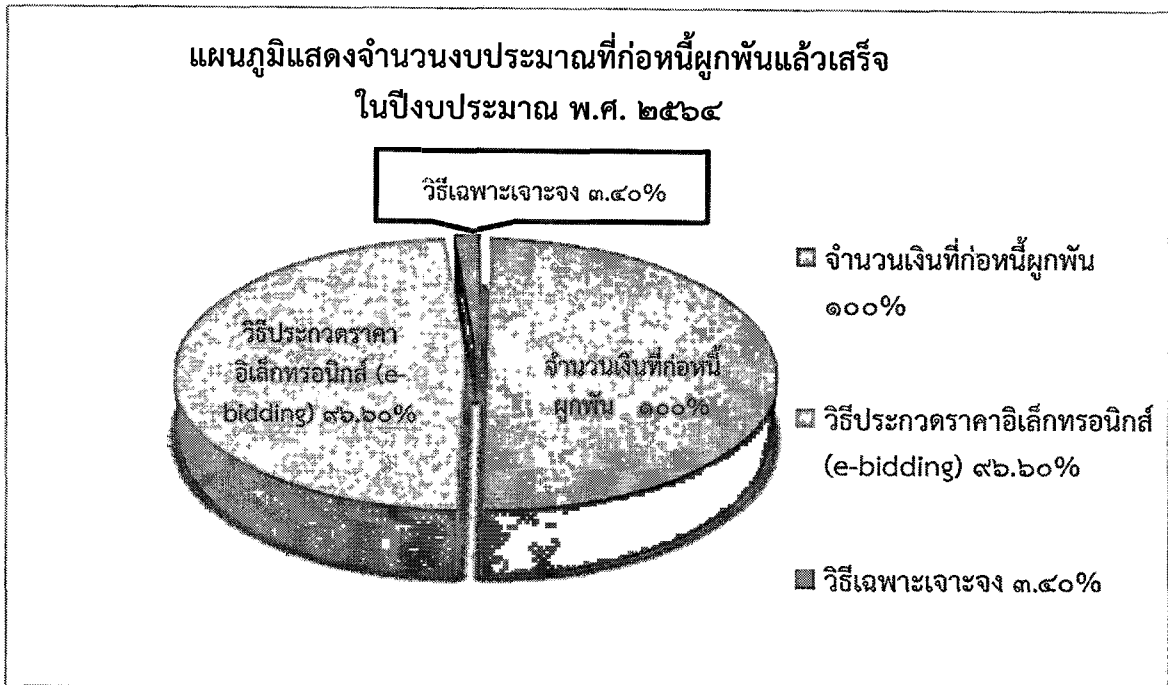 แผนภูมิแสดงจำนวนงบประมาณที่ก่อหนี้ผูกพันแล้วเสร็จ
ในปีงบประมาณ พ.ศ. ๒๕๖๔
วิธีเฉพาะเจาะจง ๓.๔๐%
วิธีประกวดราคา
อิเล็กทรอนิกส์ (e-
bidding) ๙๖.๖๐%
จำนวนเงินที่ก่อหนี้
ผูกพัน ๑๐๐%
จำนวนเงินที่ก่อหนี้ผูกพัน
๑๐๐%
วิธีประกวดราคาอิเล็กทรอนิกส์
(e-bidding) ๙๖.๖๐%
วิธีเฉพาะเจาะจง ๓.๔๐%